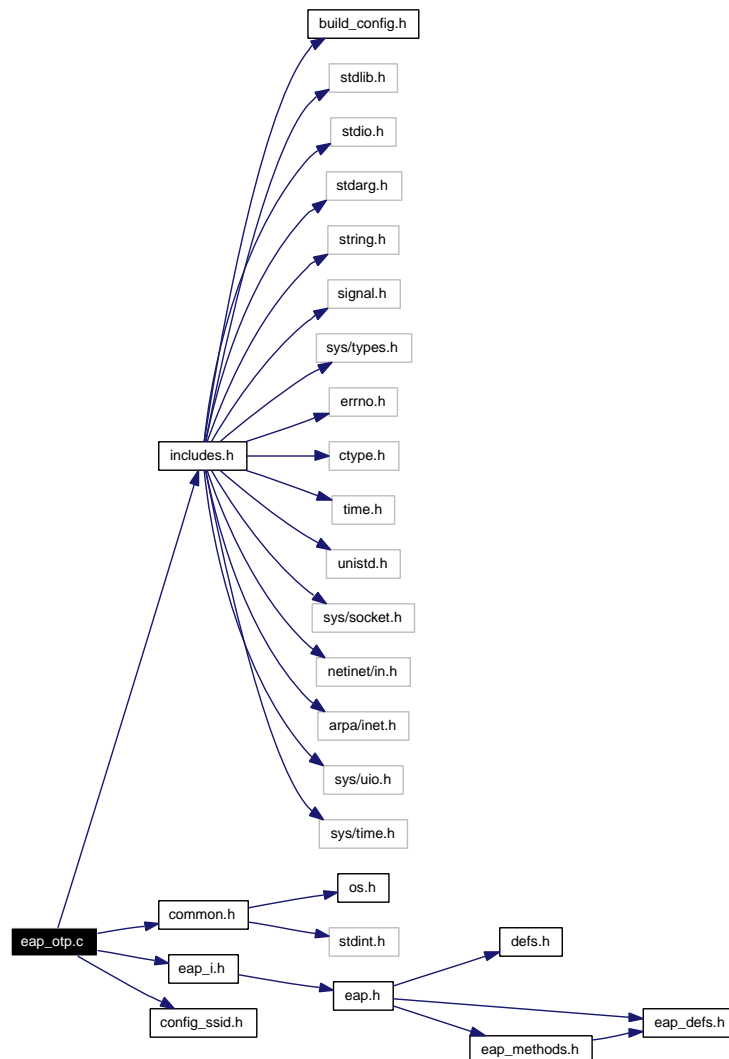 build_config.h
stdlib.h
stdio.h
stdarg.h
string.h
signal.h
sys/types.h
errno.h
includes.h
ctype.h
time.h
unistd.h
sys/socket.h
netinet/in.h
arpa/inet.h
sys/uio.h
sys/time.h
os.h
common.h
eap_otp.c
stdint.h
defs.h
eap_i.h
eap.h
config_ssid.h
eap_defs.h
eap_methods.h